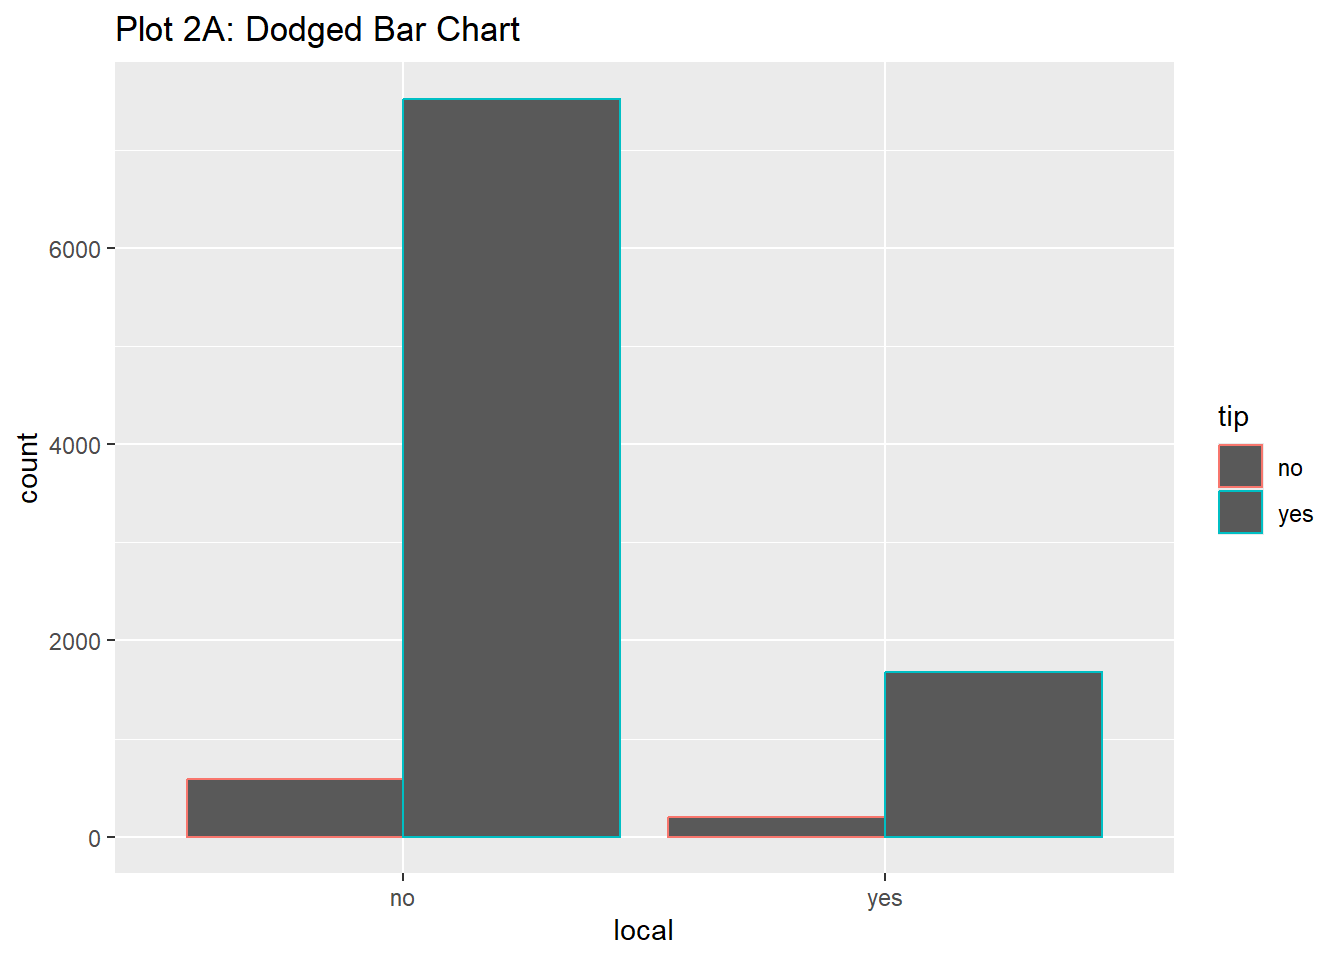 Plot 2A: Dodged Bar Chart
count
6000
4000
2000
0
no
yes
local
tip
no
yes